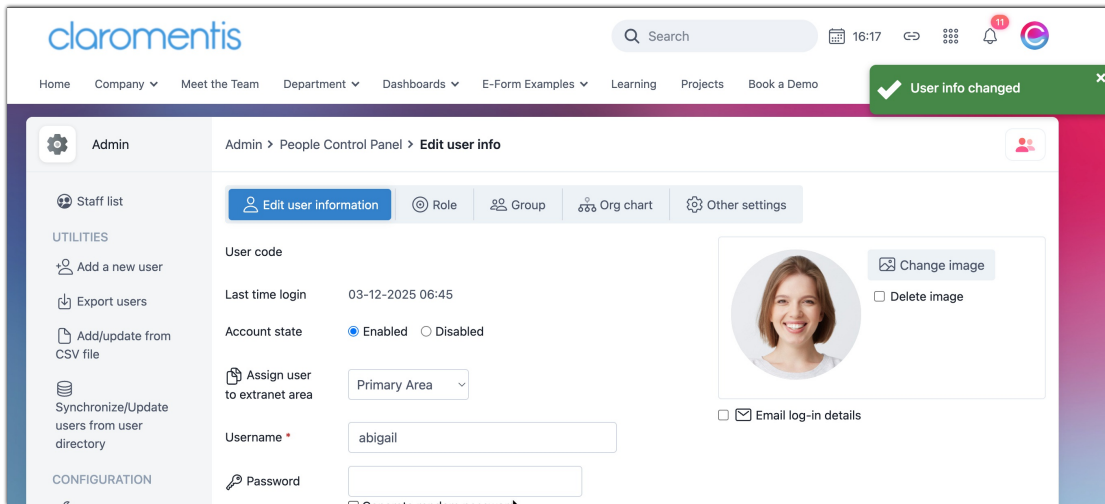 claromentis
Search
16:17
11
Home Company Meet the Team Department Dashboards E-Form Examples Learning Projects Book a Demo
User info changed
Admin
Admin > People Control Panel > Edit user info
Staff list
UTILITIES
Add a new user
Export users
Add/update from
CSV file
Synchronize/Update
users from user
directory
CONFIGURATION
Edit user information Role Group Org chart Other settings
User code
Last time login 03-12-2025 06:45
Account state Enabled Disabled
Assign user
to extranet area
Primary Area
Username * abigail
Password
Change image
Delete image
Email log-in details